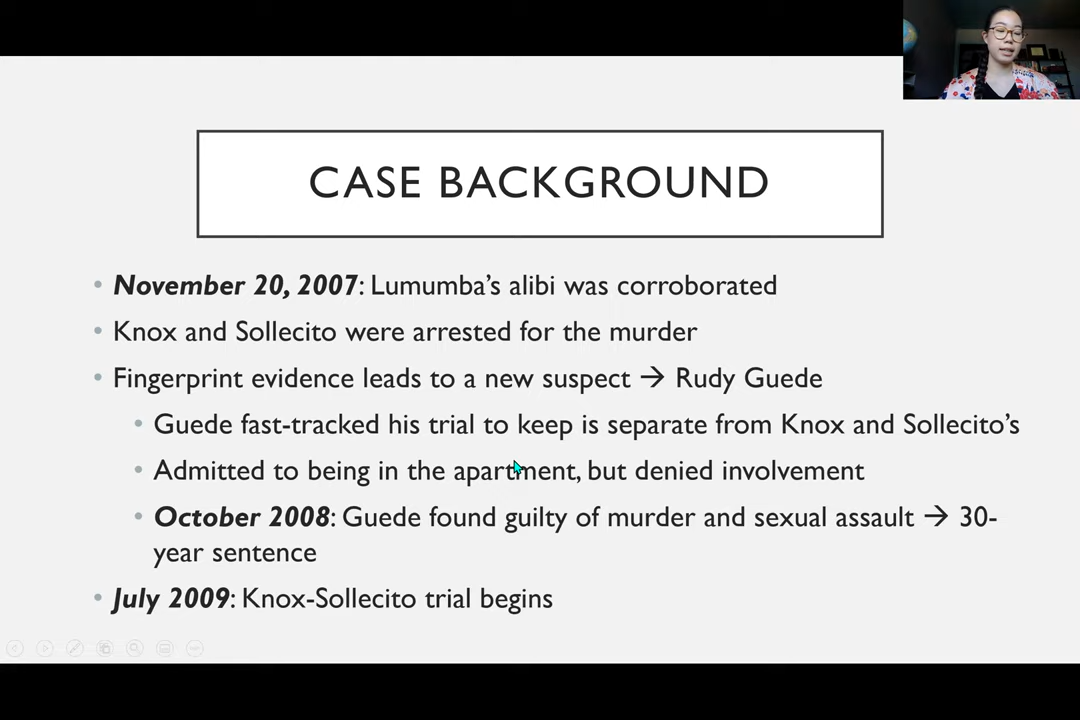 CASE BACKGROUND
• November 20, 2007: Lumumba’s alibi was corroborated
• Knox and Sollecito were arrested for the murder
• Fingerprint evidence leads to a new suspect → Rudy Guede
• Guede fast-tracked his trial to keep is separate from Knox and Sollecito’s
• Admitted to being in the apartment, but denied involvement
• October 2008: Guede found guilty of murder and sexual assault → 30-
year sentence
• July 2009: Knox-Sollecito trial begins